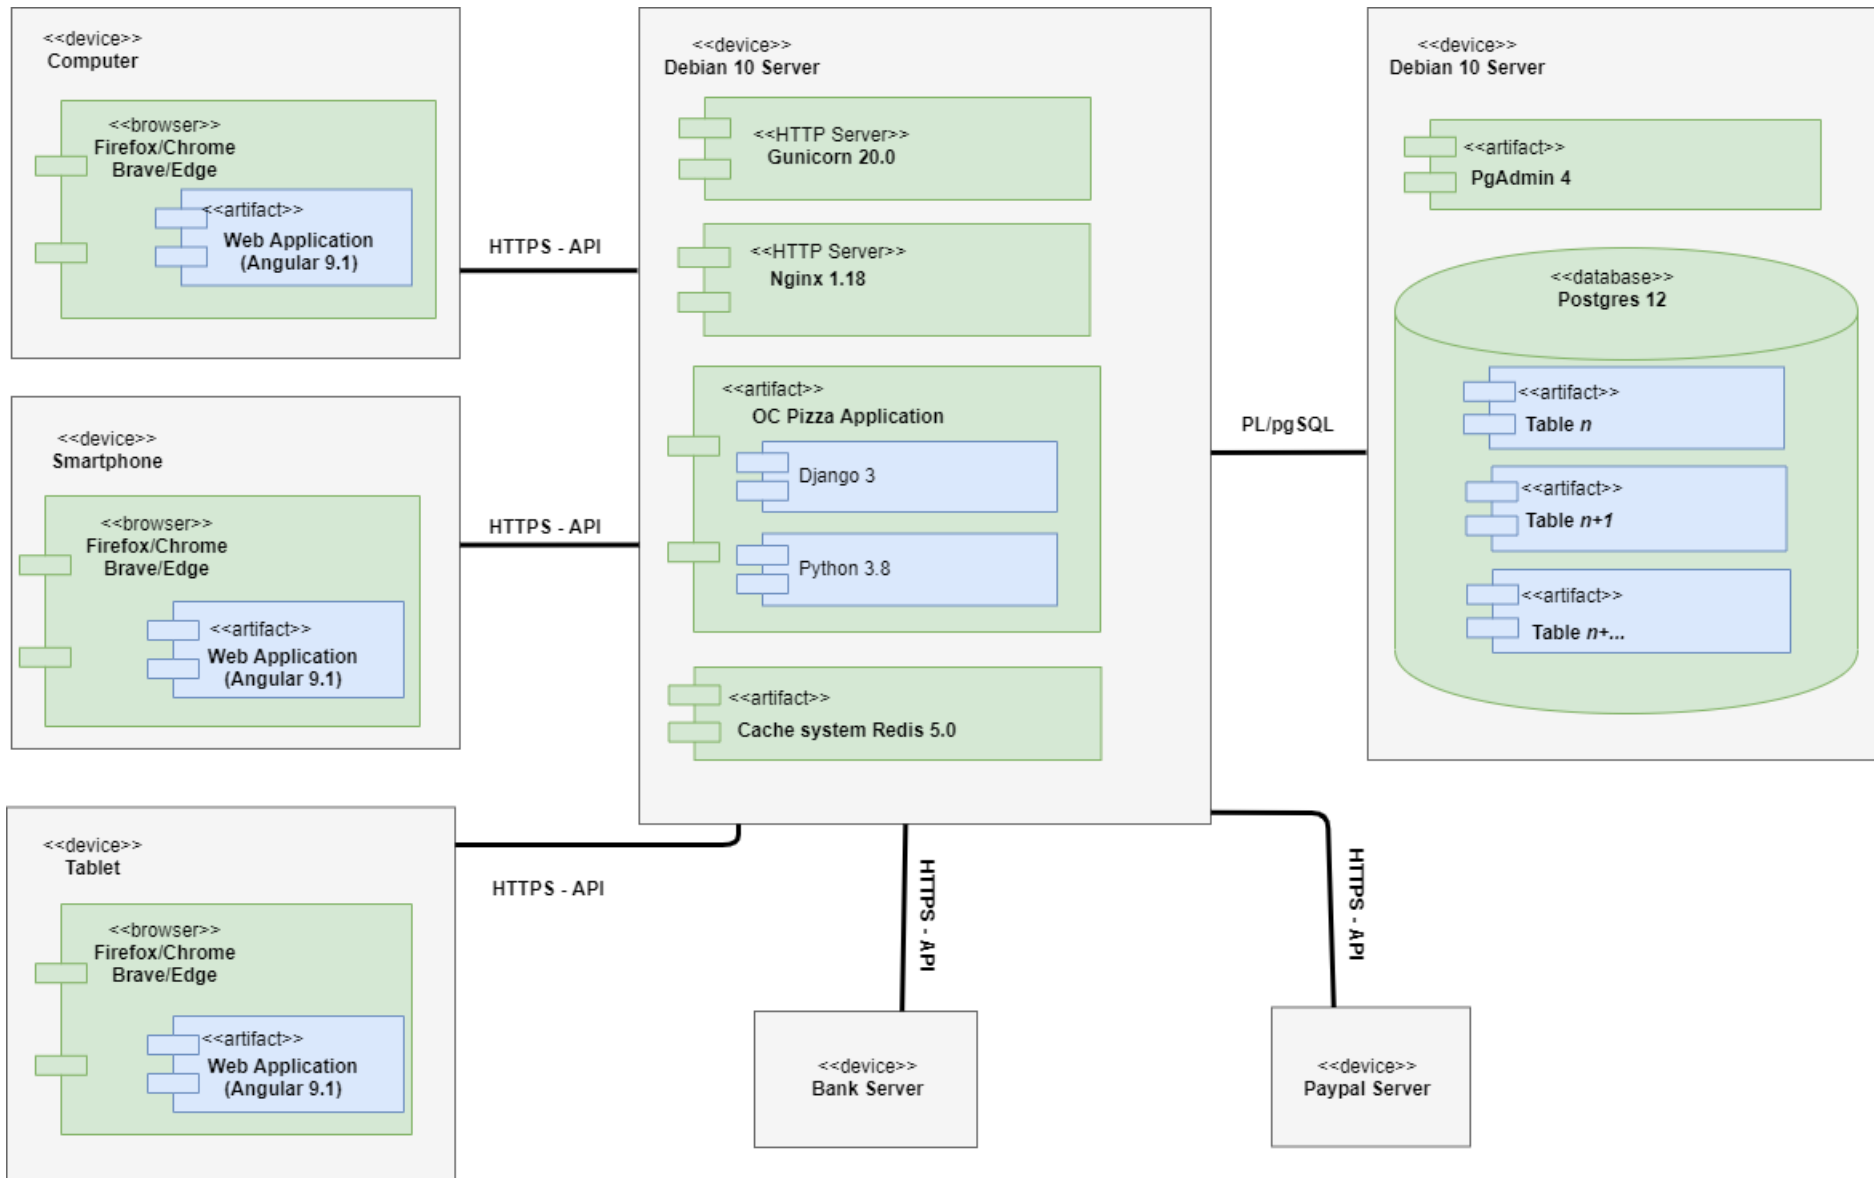 <<device>>
Computer
<<browser>>
Firefox/Chrome
Brave/Edge
<<artifact>>
Web Application
(Angular 9.1)
HTTPS - API
<<device>>
Smartphone
<<browser>>
Firefox/Chrome
Brave/Edge
<<artifact>>
Web Application
(Angular 9.1)
HTTPS - API
<<device>>
Tablet
<<browser>>
Firefox/Chrome
Brave/Edge
<<artifact>>
Web Application
(Angular 9.1)
HTTPS - API
<<device>>
Debian 10 Server
<<HTTP Server>>
Gunicorn 20.0
<<HTTP Server>>
Nginx 1.18
<<artifact>>
OC Pizza Application
Django 3
Python 3.8
<<artifact>>
Cache system Redis 5.0
PL/pgSQL
<<device>>
Debian 10 Server
<<artifact>>
PgAdmin 4
<<database>>
Postgres 12
<<artifact>>
Table n
<<artifact>>
Table n+1
<<artifact>>
Table n+...
HTTPS - API
<<device>>
Bank Server
HTTPS - API
<<device>>
Paypal Server